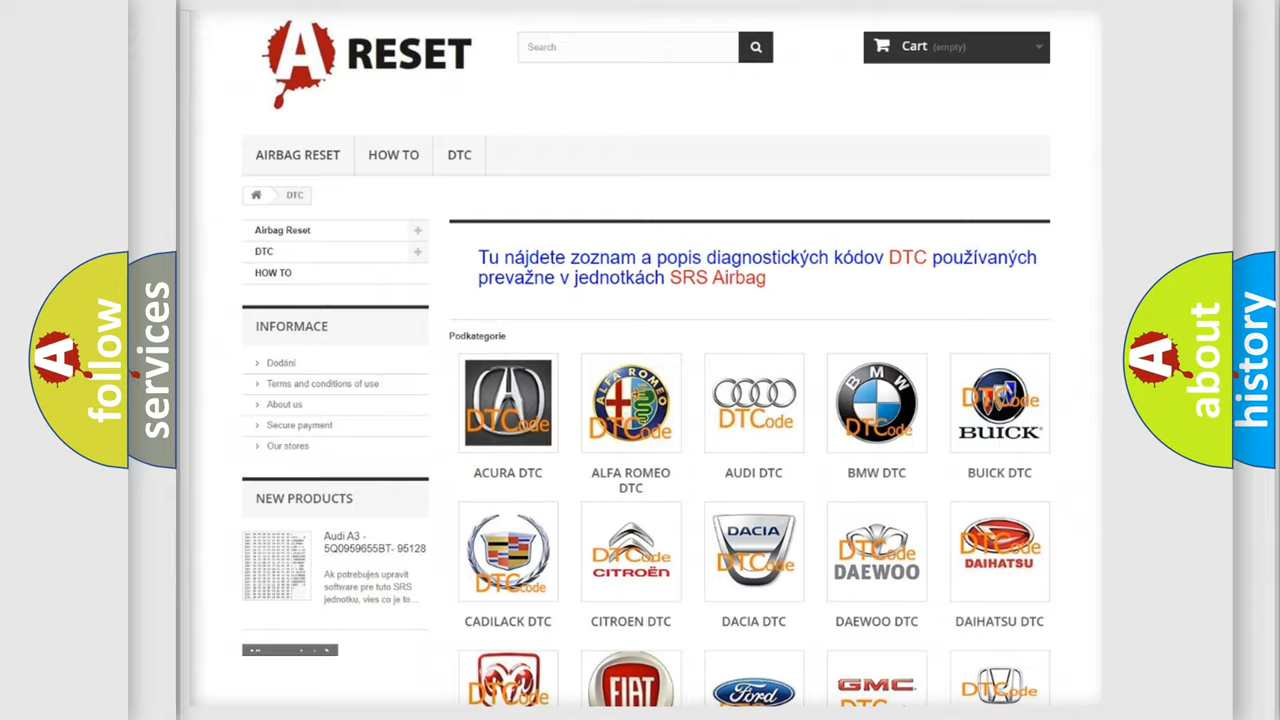 A RESET
Search
Cart (empty)
AIRBAG RESET
HOW TO
DTC
DTC
Airbag Reset
DTC
HOW TO
INFORMACE
Dodání
Terms and conditions of use
About us
Secure payment
Our stores
NEW PRODUCTS
Audi A3 -
5Q0959655BT- 95128
Ak potrebujes upravit
software pre tuto SRS
jednotku, vies co je to...
Tu nájdete zoznam a popis diagnostických kódov DTC používaných
prevažne v jednotkách SRS Airbag
Podkategorie
DTCode
ALFA ROMEO
DTCode
DTCode
BMW
DTCode
DTCode
BUICK
ACURA DTC
ALFA ROMEO
DTC
AUDI DTC
BMW DTC
BUICK DTC
DTCode
DTCode
CITROËN
DACIA
DTCode
DTCode
DAEWOO
DTCode
DAIHATSU
CADILACK DTC
CITROEN DTC
DACIA DTC
DAEWOO DTC
DAIHATSU DTC
DTCode
FIAT
Ford
GMC
DTCode
A follow
services
A about
history